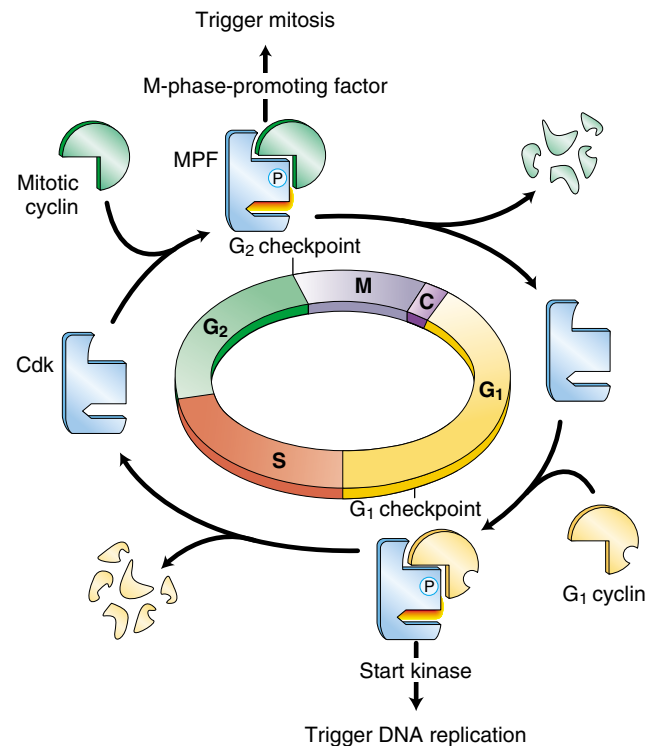 Trigger mitosis
M-phase-promoting factor
MPF
P
Mitotic
cyclin
G₂ checkpoint
M
C
G₂
Cdk
G₁
S
G₁ checkpoint
P
G₁ cyclin
Start kinase
Trigger DNA replication